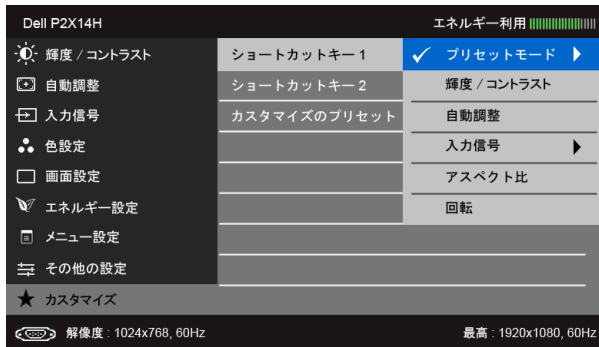 Dell P2X14H
エネルギー利用
輝度 / コントラスト
自動調整
入力信号
色設定
画面設定
エネルギー設定
メニュー設定
その他の設定
カスタマイズ
ショートカットキー 1
ショートカットキー 2
カスタマイズのプリセット
プリセットモード
輝度 / コントラスト
自動調整
入力信号
アスペクト比
回転
解像度 : 1024x768, 60Hz
最高 : 1920x1080, 60Hz